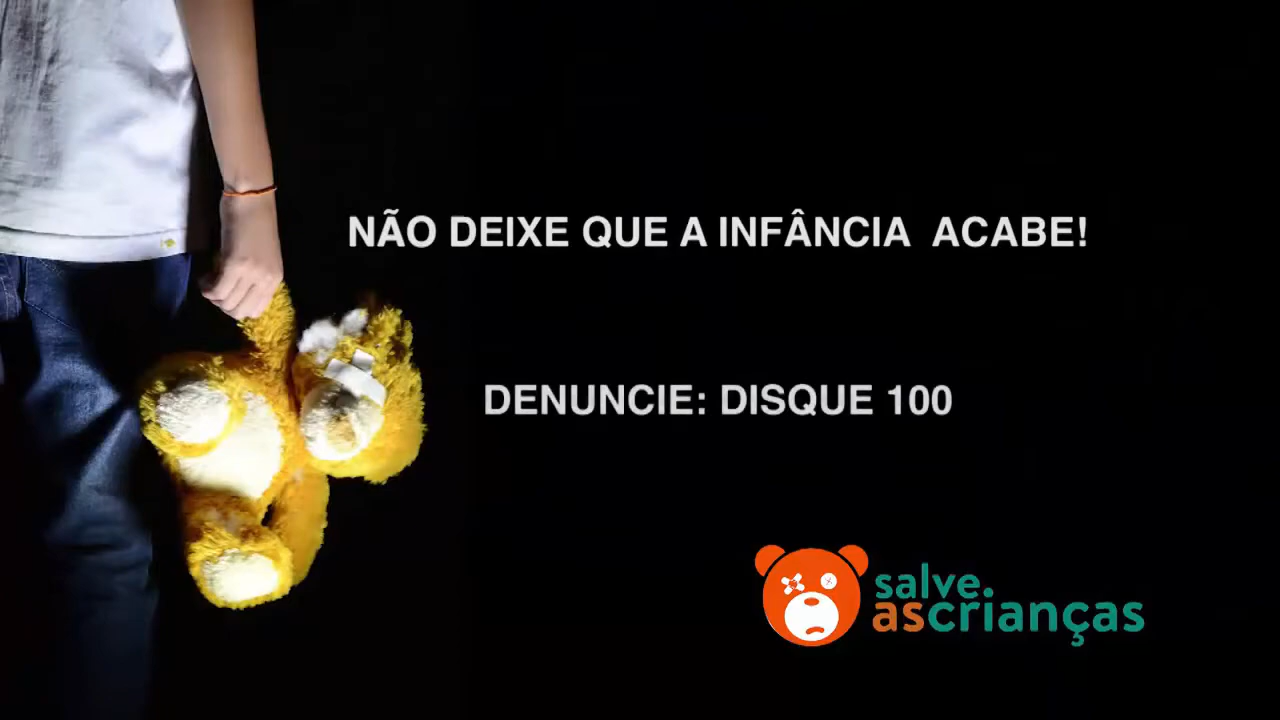 NÃO DEIXE QUE A INFÂNCIA ACABE!
DENUNCIE: DISQUE 100
salve.
ascrianças